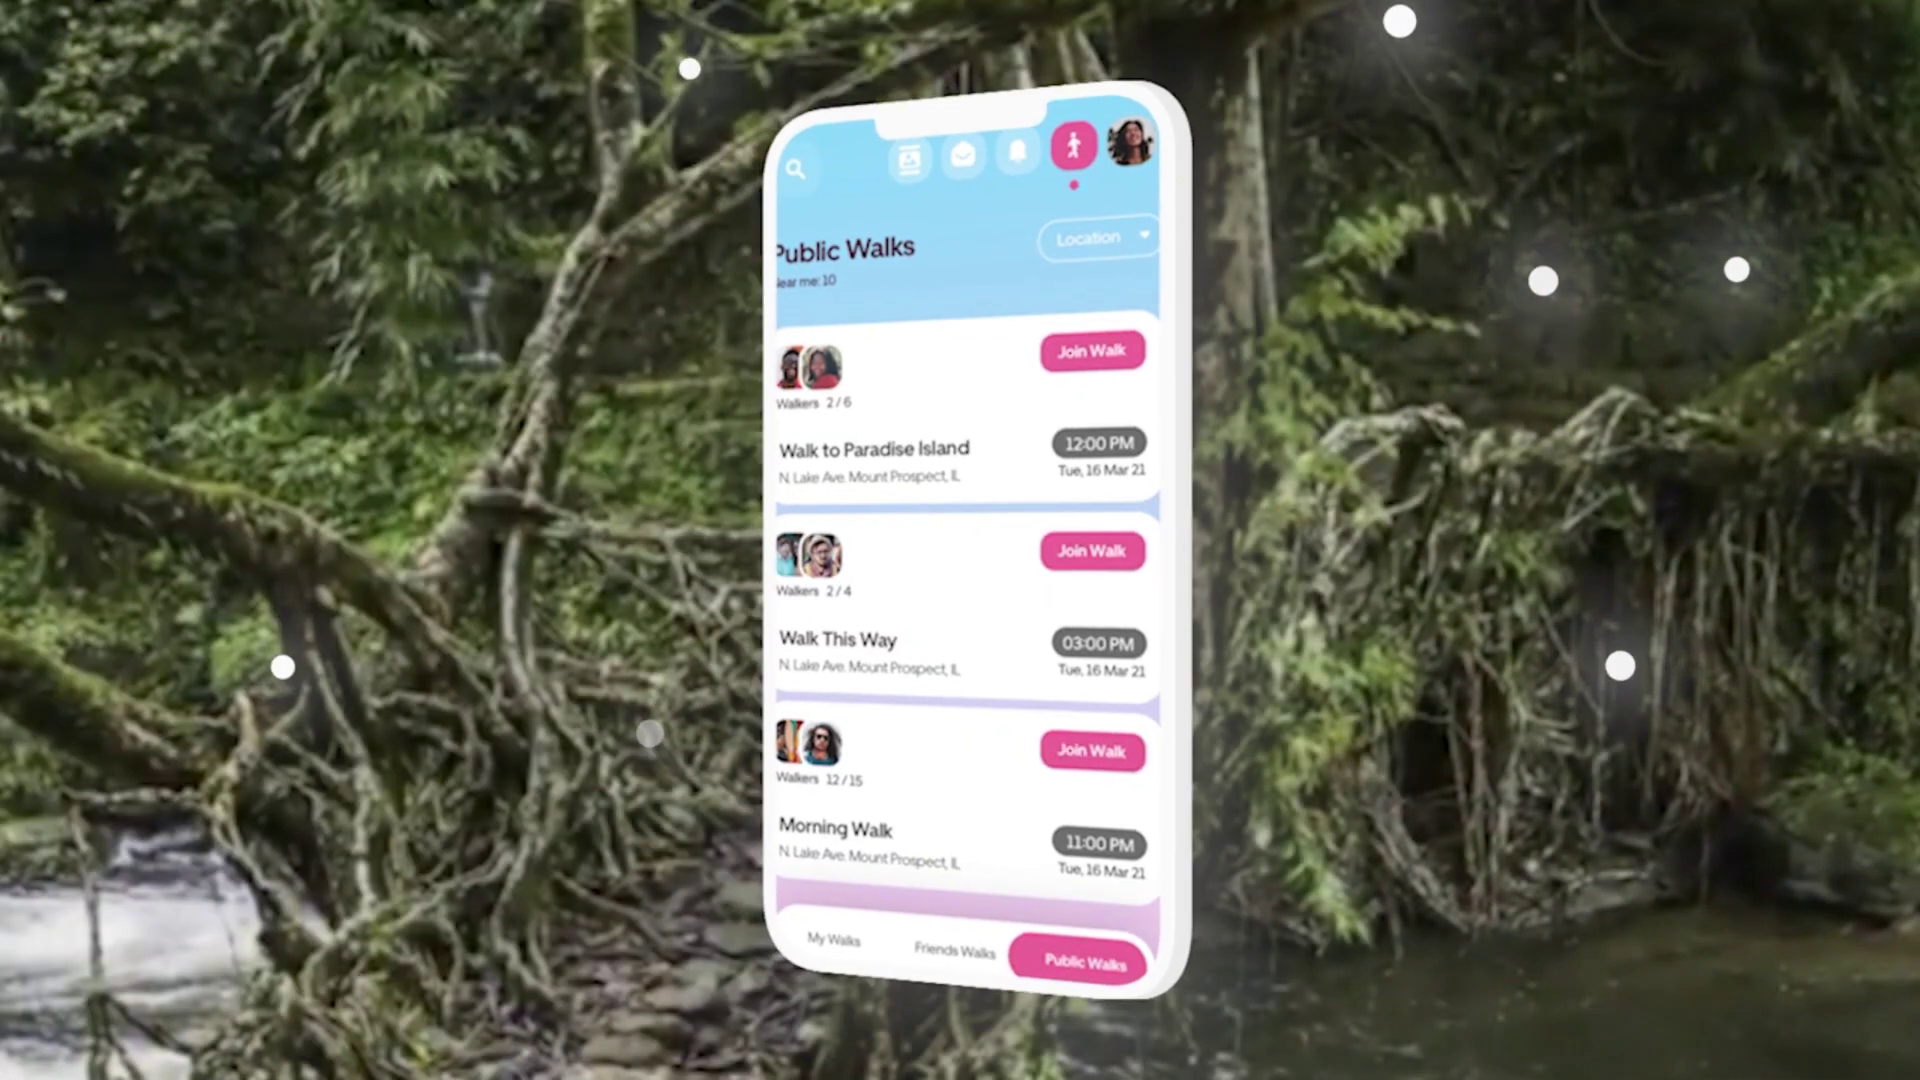 Public Walks
Location
Near me: 10
Join Walk
Walkers 2/6
Walk to Paradise Island
12:00 PM
N. Lake Ave. Mount Prospect, IL
Tue, 16 Mar 21
Join Walk
Walkers 2/4
Walk This Way
03:00 PM
N. Lake Ave. Mount Prospect, IL
Tue, 16 Mar 21
Join Walk
Walkers 12/15
Morning Walk
11:00 PM
N. Lake Ave. Mount Prospect, IL
Tue, 16 Mar 21
My Walks
Friends Walks
Public Walks